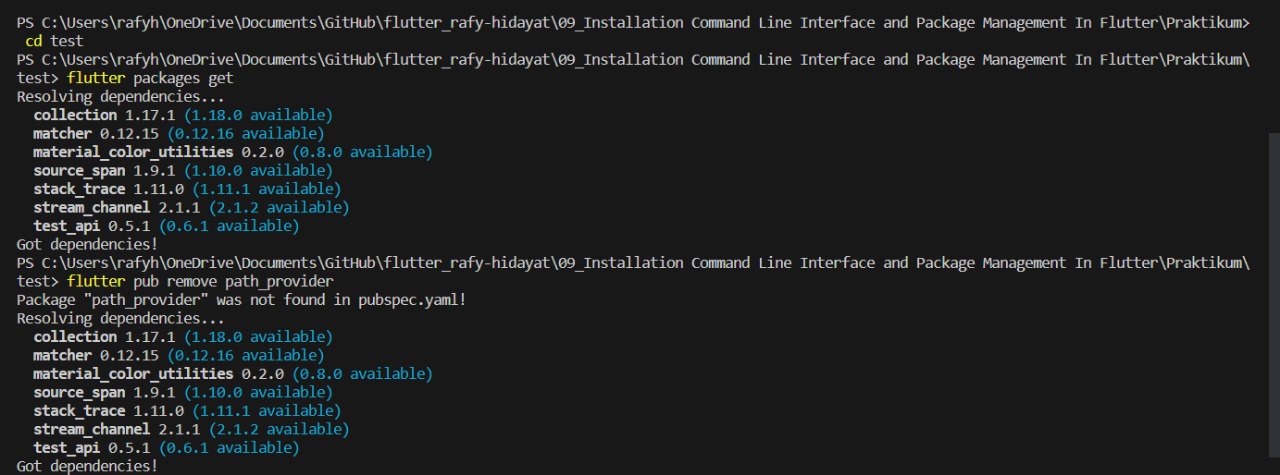 PS C:\Users\rafyh\OneDrive\Documents\GitHub\flutter_rafy-hidayat\09_Installation Command Line Interface and Package Management In Flutter\Praktikum>
cd test
PS C:\Users\rafyh\OneDrive\Documents\GitHub\flutter_rafy-hidayat\09_Installation Command Line Interface and Package Management In Flutter\Praktikum\
test> flutter packages get
Resolving dependencies...
collection 1.17.1 (1.18.0 available)
matcher 0.12.15 (0.12.16 available)
material_color_utilities 0.2.0 (0.8.0 available)
source_span 1.9.1 (1.10.0 available)
stack_trace 1.11.0 (1.11.1 available)
stream_channel 2.1.1 (2.1.2 available)
test_api 0.5.1 (0.6.1 available)
Got dependencies!
PS C:\Users\rafyh\OneDrive\Documents\GitHub\flutter_rafy-hidayat\09_Installation Command Line Interface and Package Management In Flutter\Praktikum\
test> flutter pub remove path_provider
Package "path_provider" was not found in pubspec.yaml!
Resolving dependencies...
collection 1.17.1 (1.18.0 available)
matcher 0.12.15 (0.12.16 available)
material_color_utilities 0.2.0 (0.8.0 available)
source_span 1.9.1 (1.10.0 available)
stack_trace 1.11.0 (1.11.1 available)
stream_channel 2.1.1 (2.1.2 available)
test_api 0.5.1 (0.6.1 available)
Got dependencies!